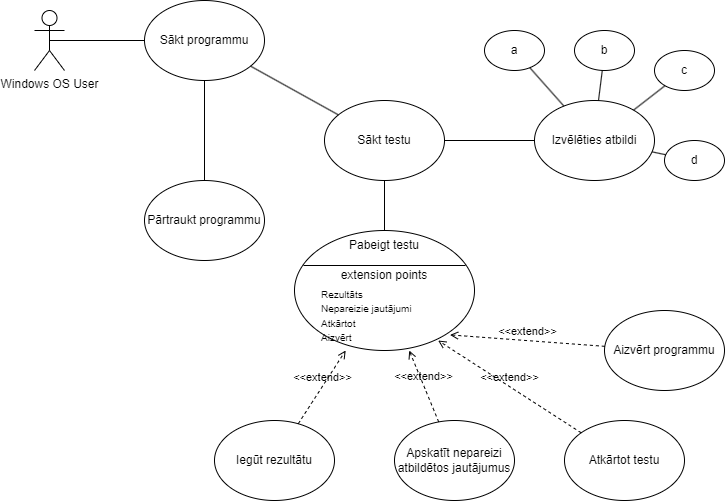 Sākt programmu
Windows OS User
a
b
c
d
Sākt testu
Izvēlēties atbildi
Pārtraukt programmu
Pabeigt testu
extension points
Rezultāts
Nepareizie jautājumi
Atkārtot
Aizvērt
<<extend>>
Aizvērt programmu
<<extend>>
<<extend>>
<<extend>>
Iegūt rezultātu
Apskatīt nepareizi
atbildētos jautājumus
Atkārtot testu